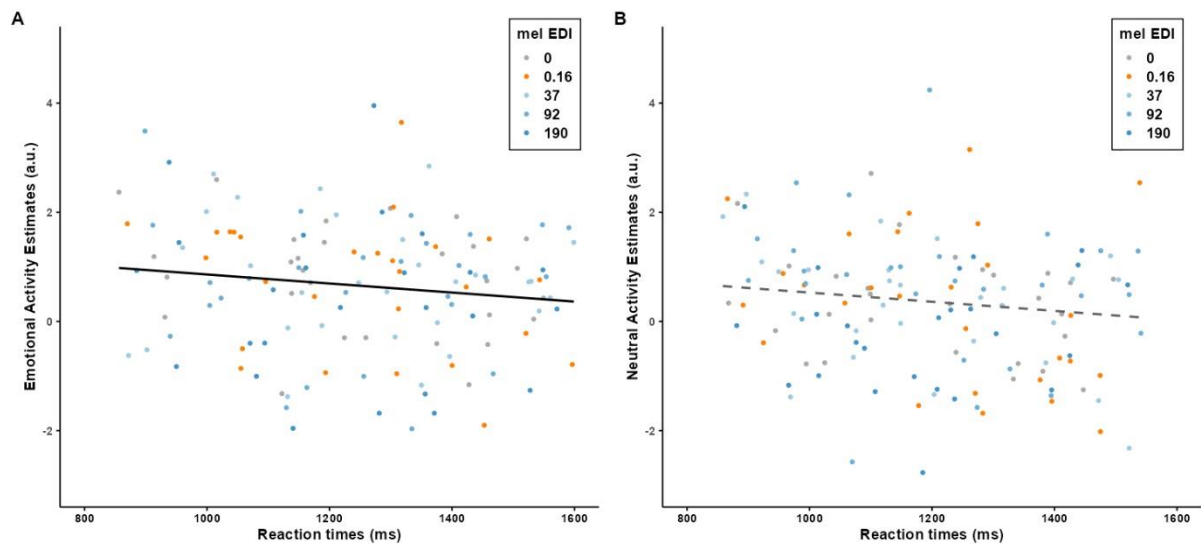 A
mel EDI
0
0.16
37
92
190
Emotional Activity Estimates (a.u.)
4
2
0
-2
800 1000 1200 1400 1600
Reaction times (ms)
B
mel EDI
0
0.16
37
92
190
Neutral Activity Estimates (a.u.)
4
2
0
-2
800 1000 1200 1400 1600
Reaction times (ms)